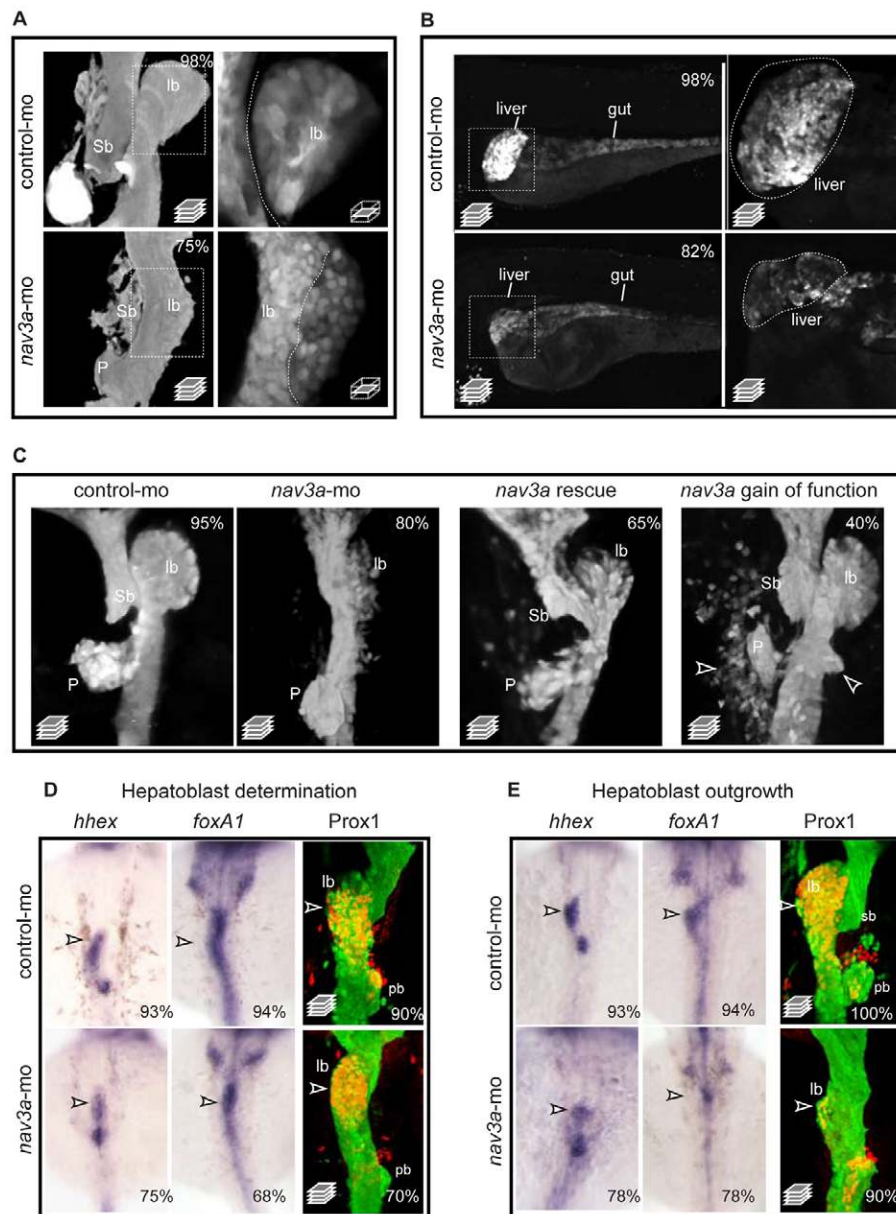 A
control-mo
98%
lb
Sb
lb
nav3a-mo
75%
Sb
lb
P
lb
B
control-mo
98%
liver
gut
liver
nav3a-mo
82%
liver
gut
liver
C
control-mo
nav3a-mo
nav3a rescue
nav3a gain of function
95%
lb
Sb
P
80%
lb
P
65%
lb
Sb
P
40%
Sb
lb
P
D
Hepatoblast determination
hhex
foxA1
Prox1
control-mo
93%
94%
lb
pb
90%
nav3a-mo
75%
68%
lb
pb
70%
E
Hepatoblast outgrowth
hhex
foxA1
Prox1
control-mo
93%
94%
lb
sb
pb
100%
nav3a-mo
78%
78%
lb
90%